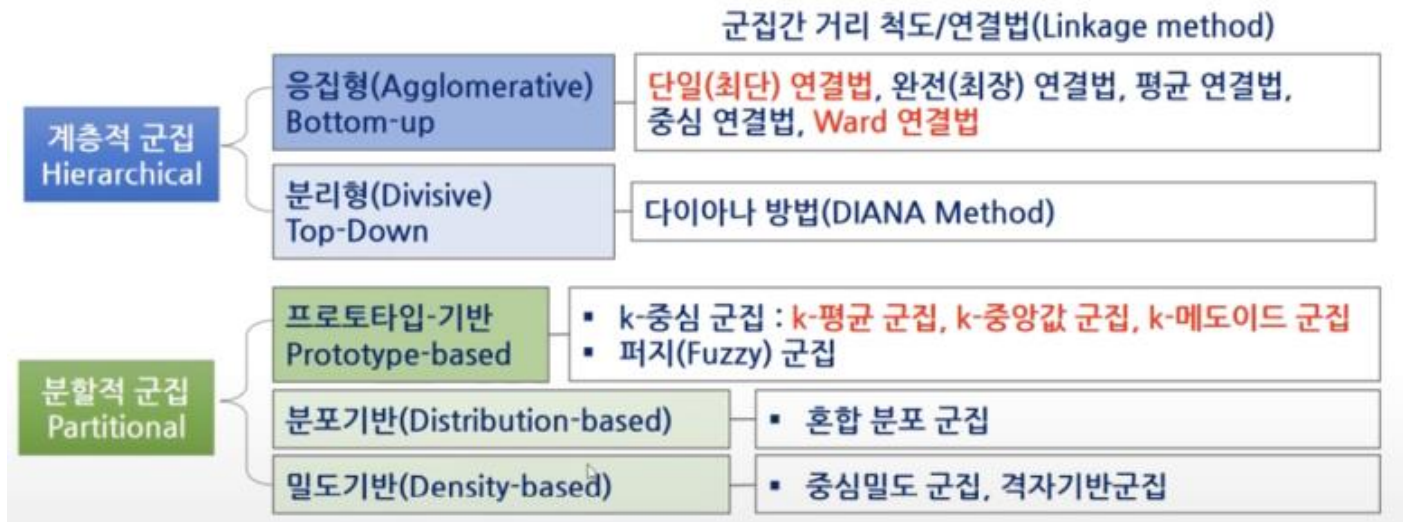 군집간 거리 척도/연결법(Linkage method)
계층적 군집
Hierarchical
응집형(Agglomerative)
Bottom-up
단일(최단) 연결법, 완전(최장) 연결법, 평균 연결법,
중심 연결법, Ward 연결법
분리형(Divisive)
Top-Down
다이아나 방법(DIANA Method)
분할적 군집
Partitional
프로토타입-기반
Prototype-based
▪ k-중심 군집 : k-평균 군집, k-중앙값 군집, k-메도이드 군집
▪ 퍼지(Fuzzy) 군집
분포기반(Distribution-based)
▪ 혼합 분포 군집
밀도기반(Density-based)
▪ 중심밀도 군집, 격자기반군집